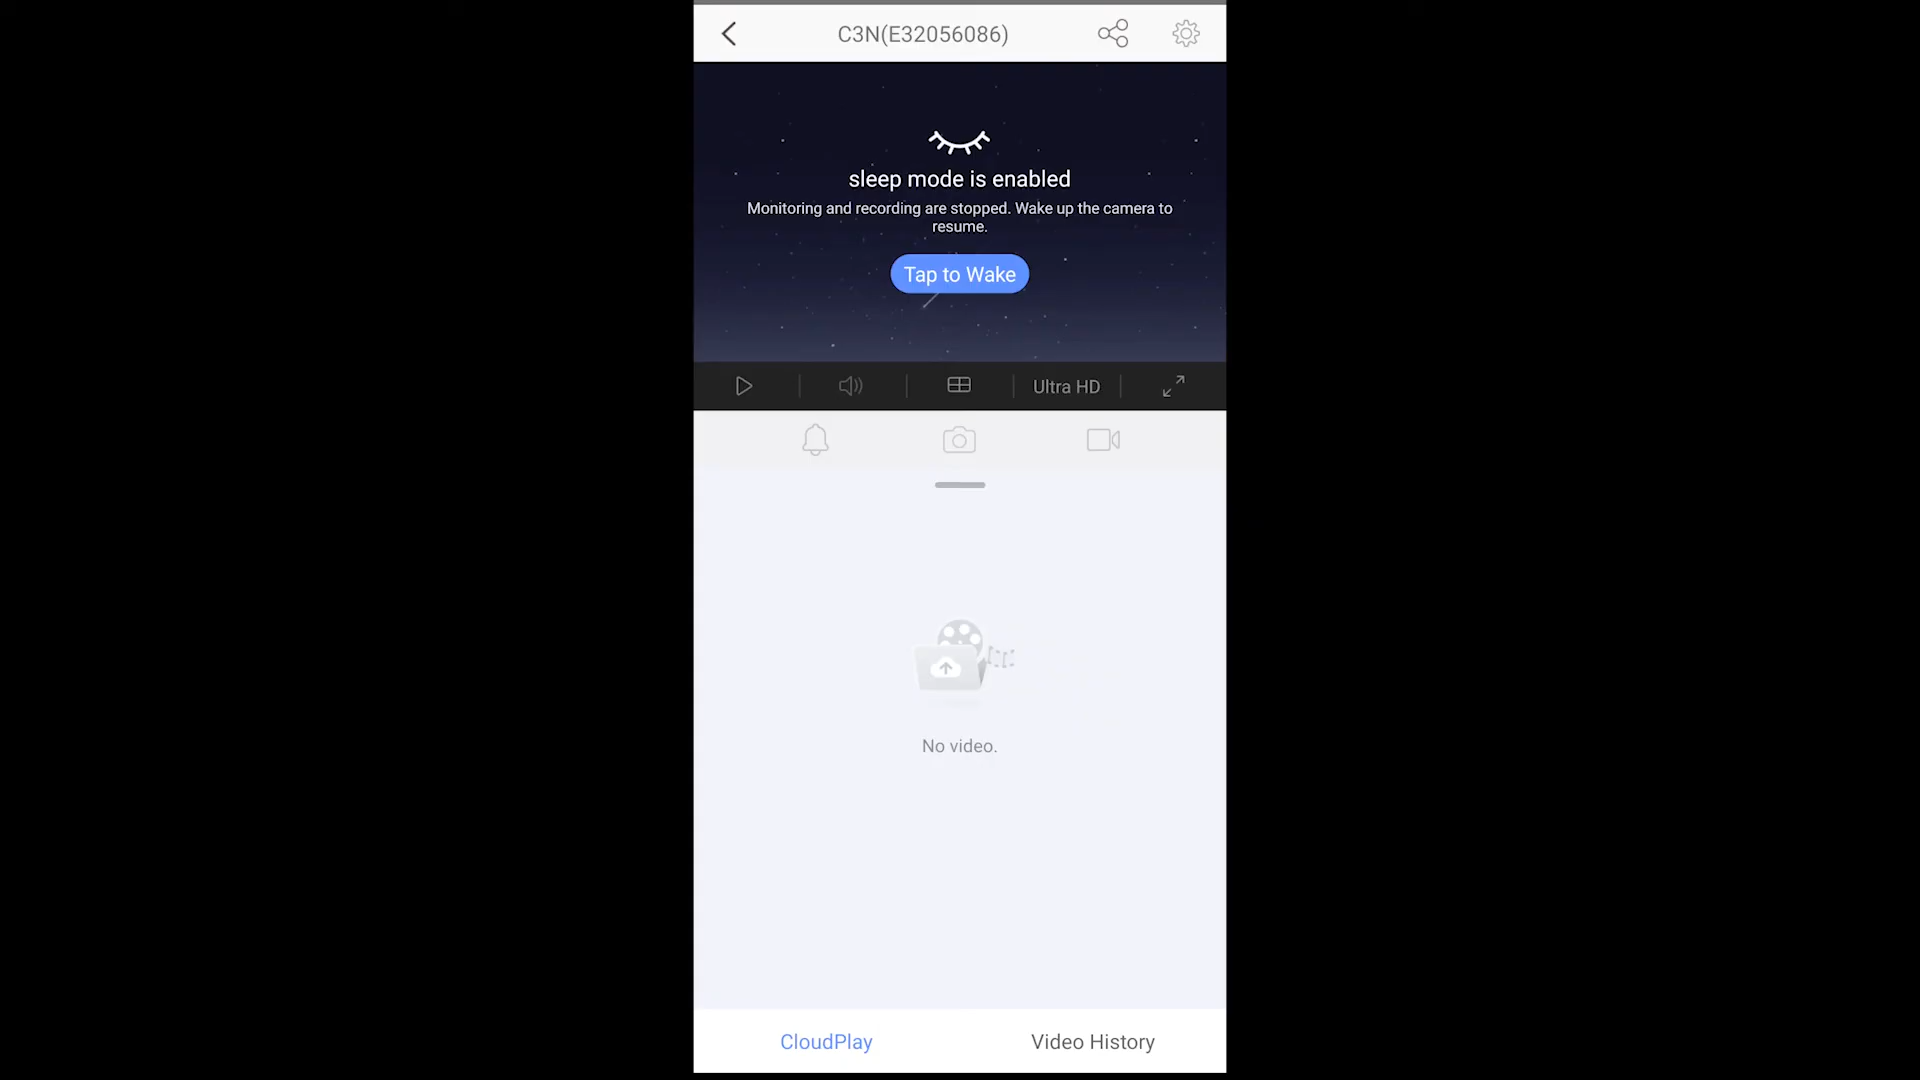 C3N(E32056086)
sleep mode is enabled
Monitoring and recording are stopped. Wake up the camera to
resume.
Tap to Wake
Ultra HD
No video.
CloudPlay
Video History